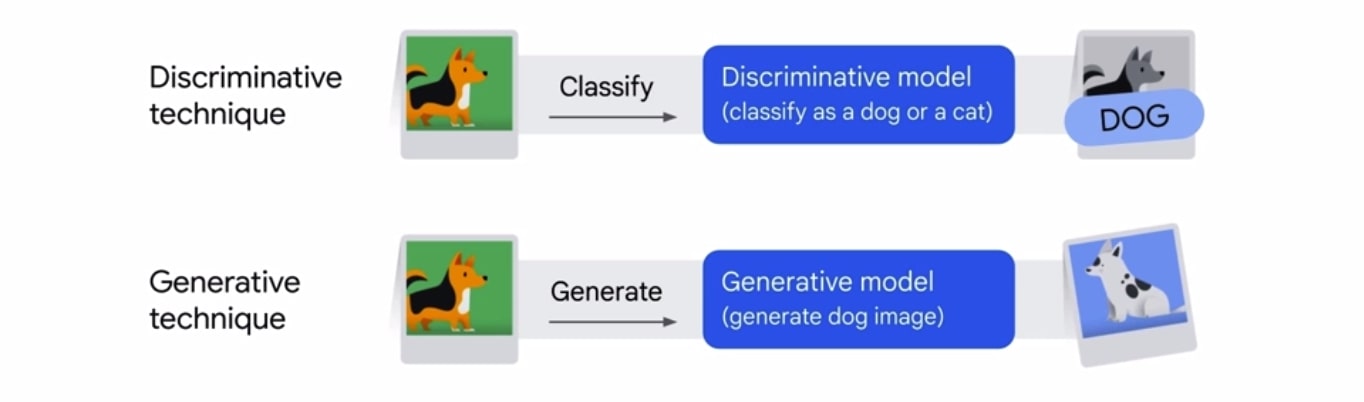 Discriminative
technique
Classify
Discriminative model
(classify as a dog or a cat)
DOG
Generative
technique
Generate
Generative model
(generate dog image)